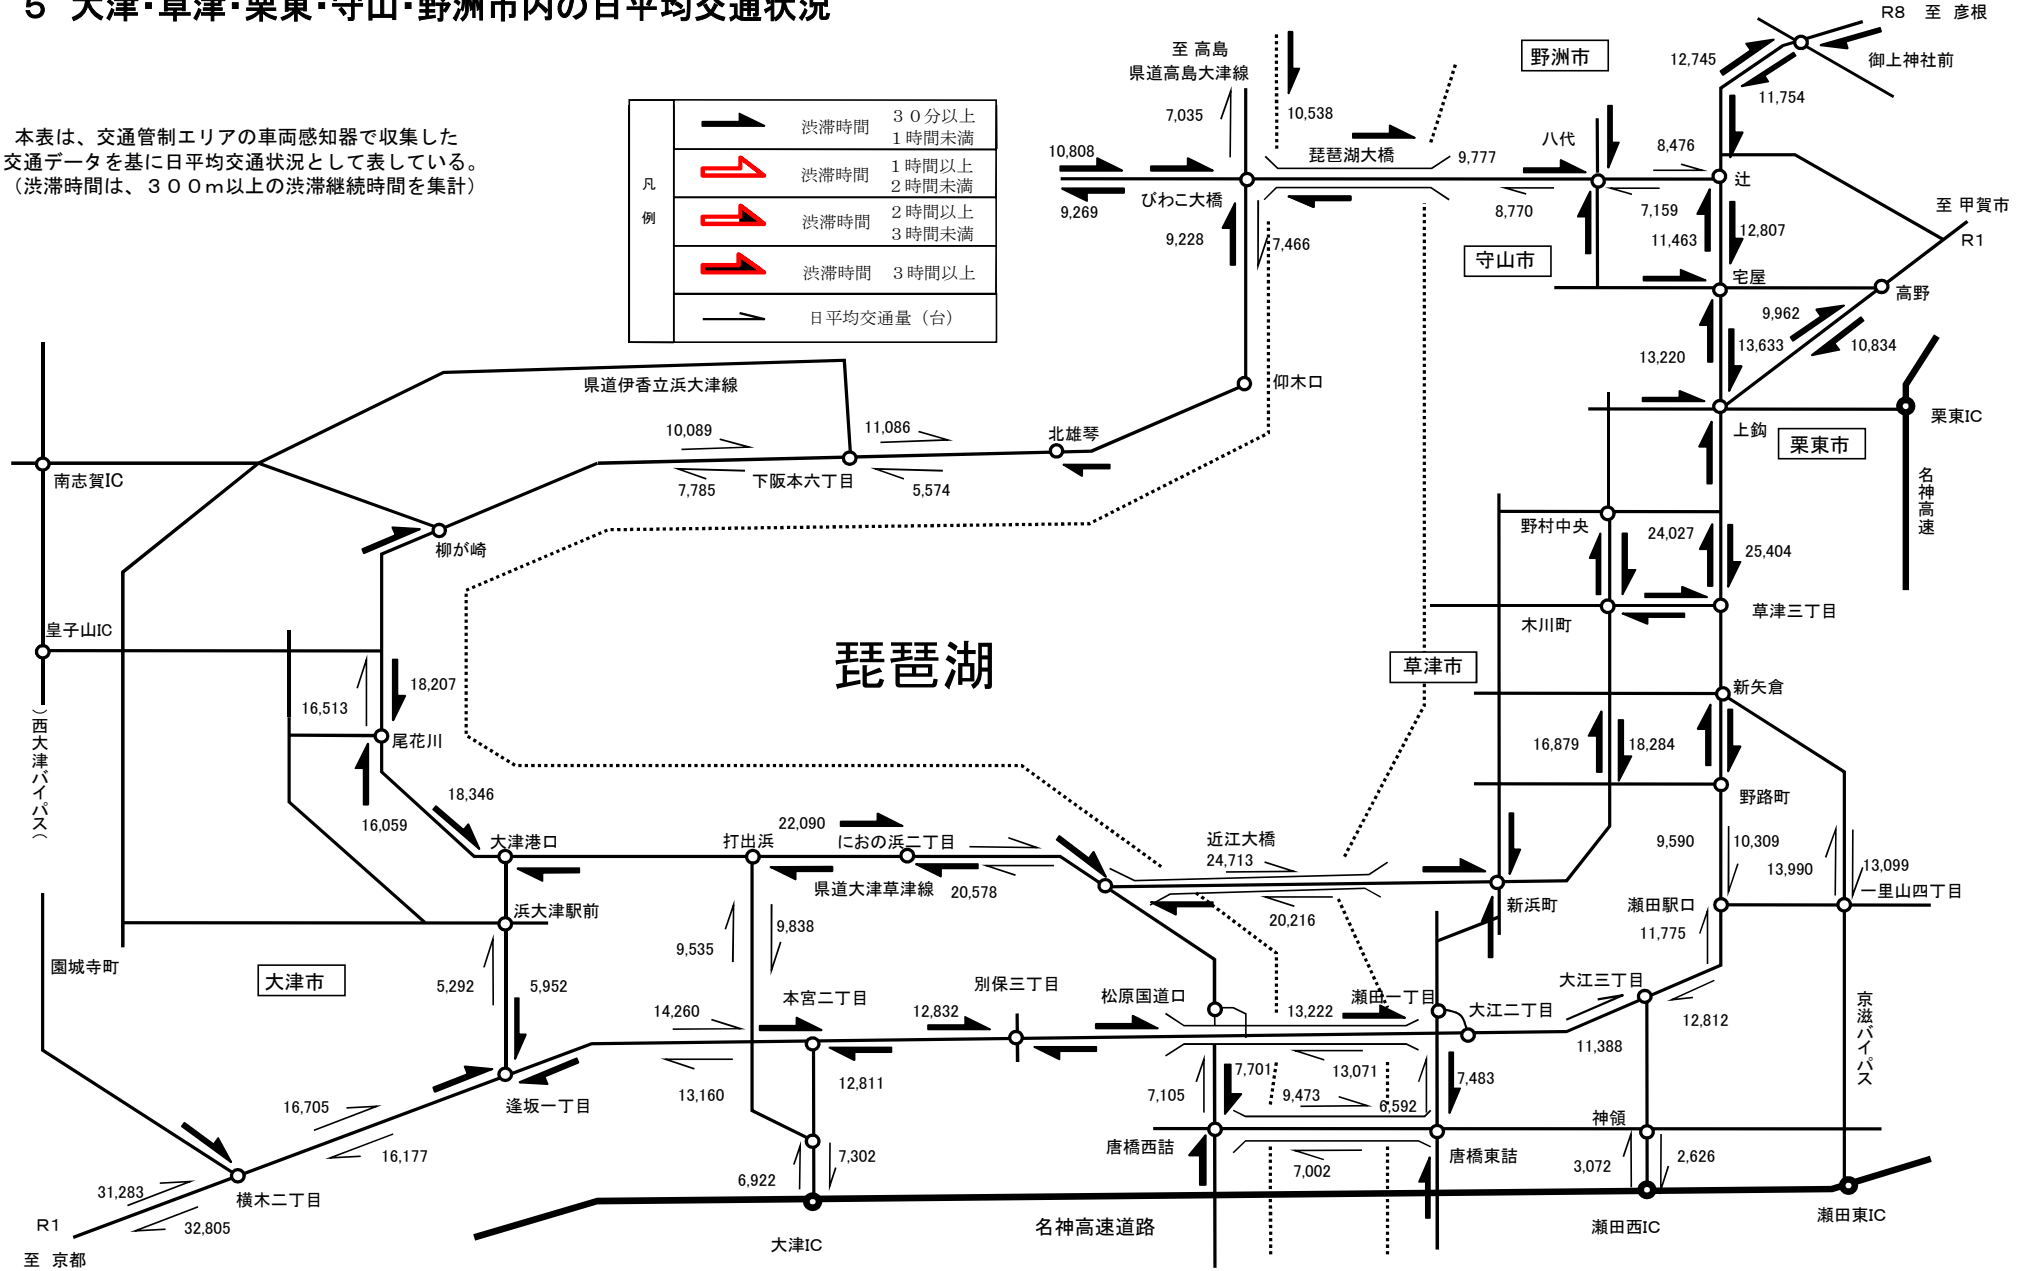 ５ 大津・草津・栗東・守山・野洲市内の日平均交通状況
本表は、交通管制エリアの車両感知器で収集した
交通データを基に日平均交通状況として表している。
（渋滞時間は、３００ｍ以上の渋滞継続時間を集計）
凡例
渋滞時間 ３０分以上
１時間未満
渋滞時間 １時間以上
２時間未満
渋滞時間 ２時間以上
３時間未満
渋滞時間 ３時間以上
日平均交通量（台）
R8 至 彦根
御上神社前
12,745
11,754
野洲市
至 高島
県道高島大津線
7,035
10,538
10,808
9,269
びわこ大橋
琵琶湖大橋
9,777
8,770
八代
8,476
7,159
辻
9,228
7,466
守山市
11,463
12,807
至 甲賀市
R1
宅屋
高野
9,962
10,834
13,220
13,633
上鈎
栗東IC
栗東市
名神高速
仰木口
県道伊香立浜大津線
10,089
11,086
北雄琴
7,785
下阪本六丁目
5,574
南志賀IC
柳が崎
野村中央
24,027
25,404
木川町
草津三丁目
皇子山IC
琵琶湖
草津市
新矢倉
16,513
18,207
尾花川
（西大津バイパス）
16,879
18,284
野路町
16,059
18,346
大津港口
打出浜
22,090
におの浜二丁目
県道大津草津線
20,578
近江大橋
24,713
20,216
新浜町
9,590
10,309
13,990
13,099
一里山四丁目
瀬田駅口
11,775
浜大津駅前
園城寺町
大津市
5,292
5,952
9,535
9,838
14,260
本宮二丁目
別保三丁目
12,832
松原国道口
13,222
瀬田一丁目
大江二丁目
大江三丁目
12,812
11,388
京滋バイパス
13,160
12,811
13,071
7,105
7,701
9,473
6,592
7,483
逢坂一丁目
16,705
16,177
唐橋西詰
7,002
唐橋東詰
神領
3,072
2,626
6,922
7,302
31,283
32,805
横木二丁目
R1
至 京都
大津IC
名神高速道路
瀬田西IC
瀬田東IC